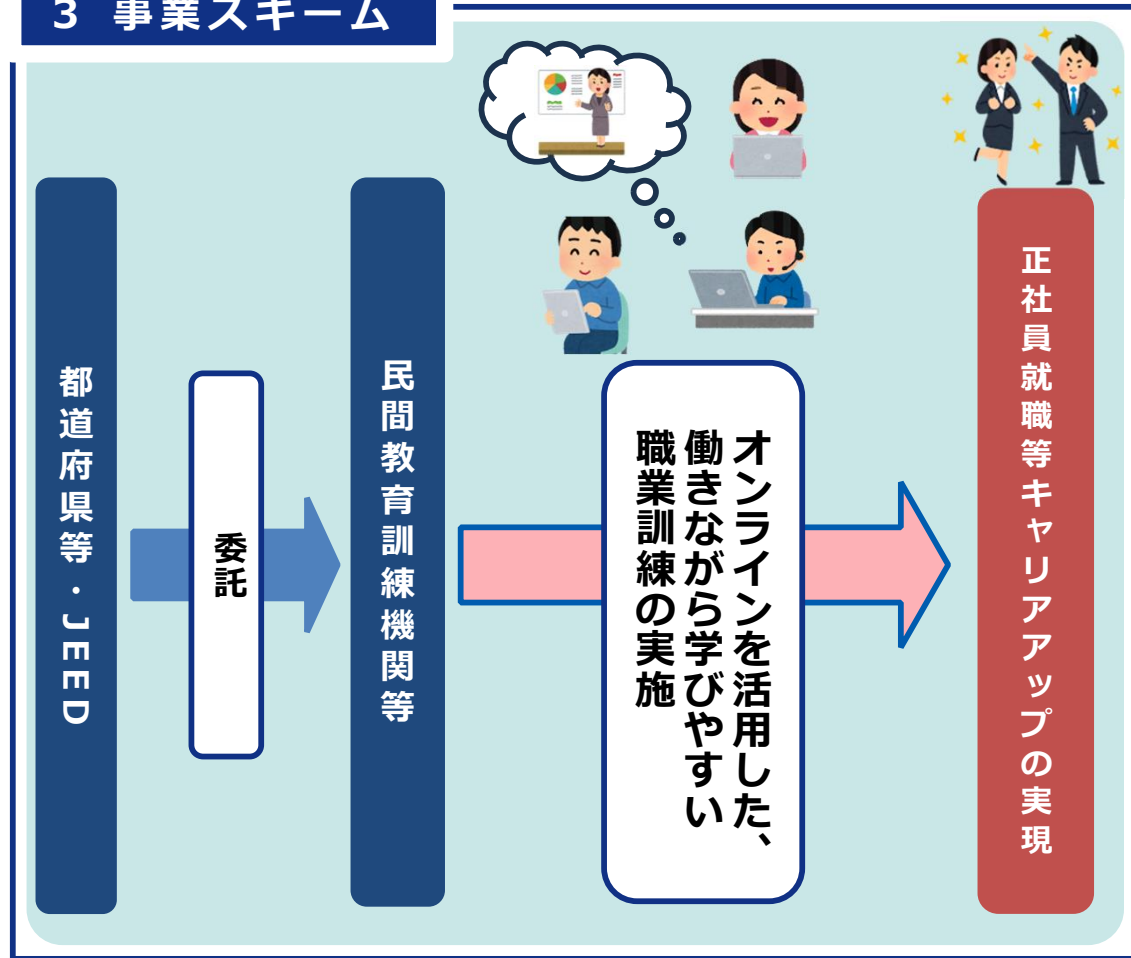 3 事業スキーム
都道府県等・JEED
委託
民間教育訓練機関等
オンラインを活用した、
働きながら学びやすい
職業訓練の実施
正社員就職等キャリアアップの実現